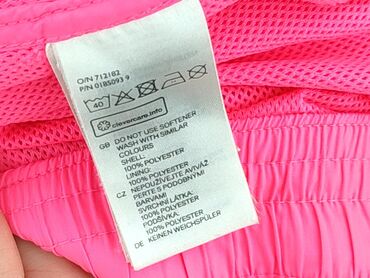 O/N 712182
P/N 0185093 9
40
clevercare.info
GB DO NOT USE SOFTENER
WASH WITH SIMILAR
COLOURS
SHELL:
100% POLYESTER
LINING:
100% POLYESTER
CZ NEPOUŽÍVEJTE AVIVÁŽ
PERTE S PODOBNÝMI
BARVAMI
SVRCHNÍ LÁTKA:
100% POLYESTER
PODŠÍVKA:
100% POLYESTER
DE KEINEN WEICHSPÜLER